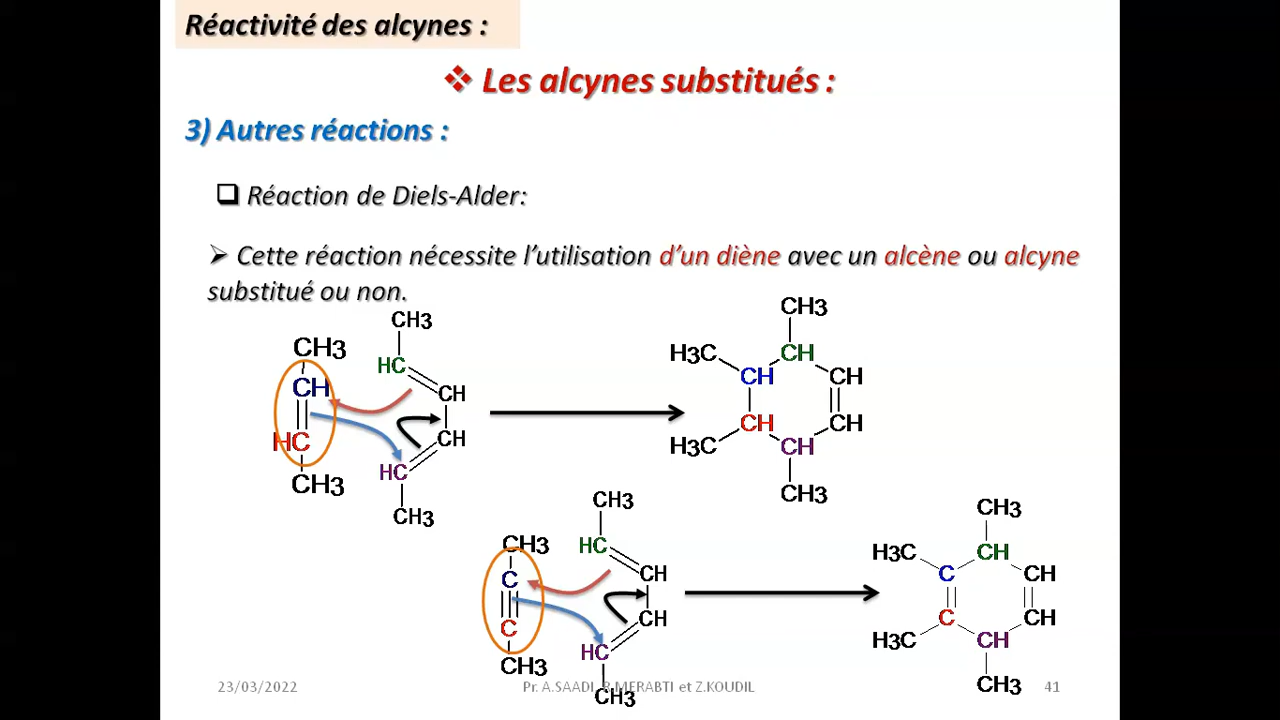 Réactivité des alcynes :
❖ Les alcynes substitués :
3) Autres réactions :
❑ Réaction de Diels-Alder:
➢ Cette réaction nécessite l'utilisation d'un diène avec un alcène ou alcyne
substitué ou non.
CH3
CH3
CH3
H3C
HC
CH
CH
CH
CH
HC
CH
CH
CH
CH
H3C
CH
HC
CH3
CH3
CH3
CH3
CH3
CH3
CH3
HC
H3C
CH
C
CH
C
CH
C
CH
C
CH
HC
H3C
CH
CH3
CH3
CH3
23/03/2022
Pr. A.SAADI, R.MERABTI et Z.KOUDIL
41